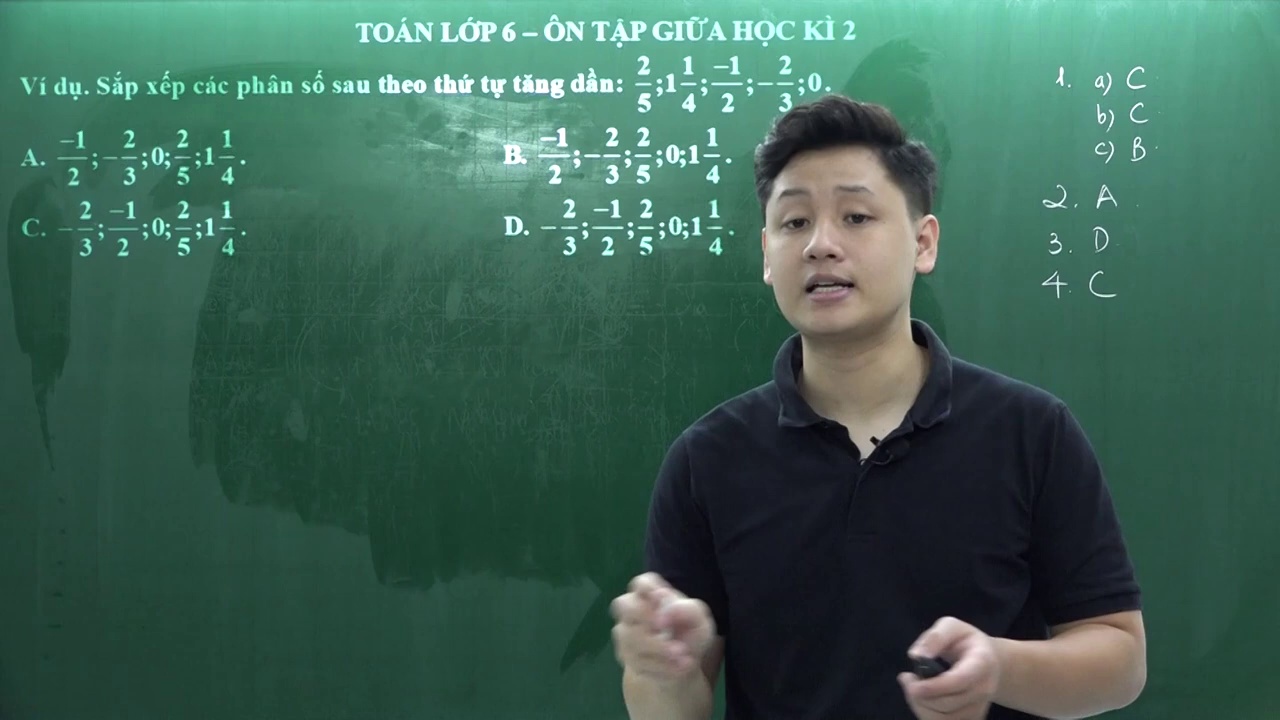 TOÁN LỚP 6 – ÔN TẬP GIỮA HỌC KÌ 2
Ví dụ. Sắp xếp các phân số sau theo thứ tự tăng dần: 2/5; 1 1/4; -1/2; -2/3; 0.
A. -1/2; -2/3; 0; 2/5; 1 1/4.
B. -1/2; -2/3; 2/5; 0; 1 1/4.
C. -2/3; -1/2; 0; 2/5; 1 1/4.
D. -2/3; -1/2; 2/5; 0; 1 1/4.
1. a) C
b) C
c) B
2. A
3. D
4. C